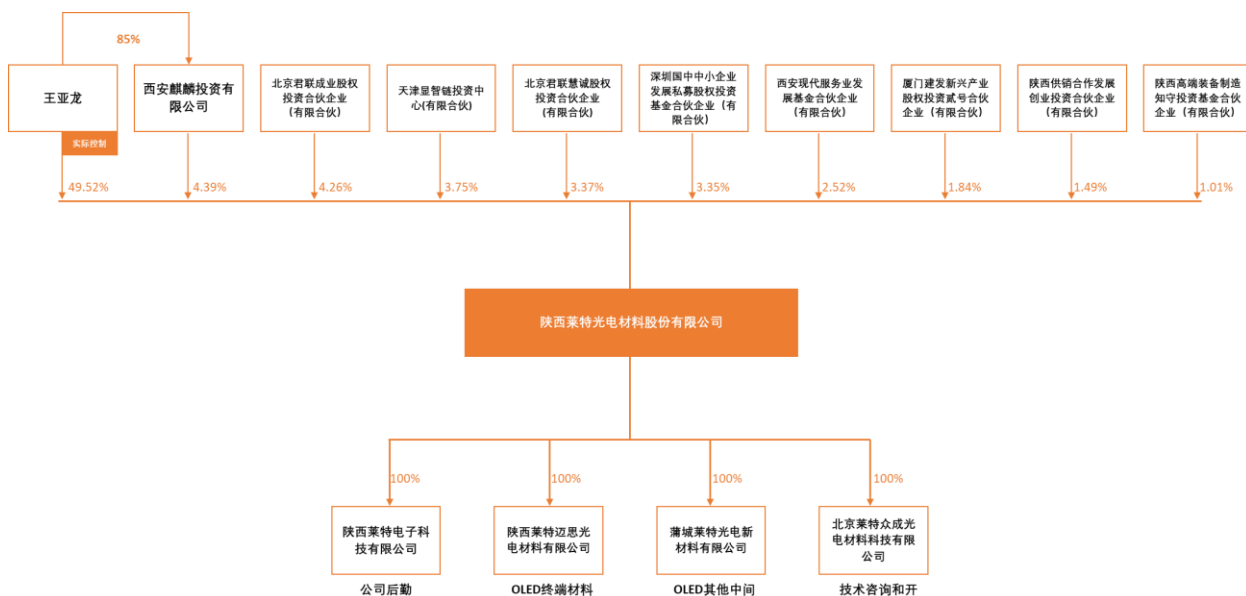 85%
王亚龙
西安麒麟投资有
限公司
北京君联成业股权
投资合伙企业
（有限合伙）
天津显智链投资中
心(有限合伙)
北京君联慧诚股权
投资合伙企业
(有限合伙)
深圳国中中小企业
发展私募股权投资
基金合伙企业（有
限合伙）
西安现代服务业发
展基金合伙企业
（有限合伙）
厦门建发新兴产业
股权投资贰号合伙
企业（有限合伙）
陕西供销合作发展
创业投资合伙企业
（有限合伙）
陕西高端装备制造
知守投资基金合伙
企业（有限合伙）
实际控制
49.52%
4.39%
4.26%
3.75%
3.37%
3.35%
2.52%
1.84%
1.49%
1.01%
陕西莱特光电材料股份有限公司
100%
100%
100%
100%
陕西莱特电子科
技有限公司
陕西莱特迈思光
电材料有限公司
蒲城莱特光电新
材料有限公司
北京莱特众成光
电材料科技有限
公司
公司后勤
OLED终端材料
OLED其他中间
技术咨询和开